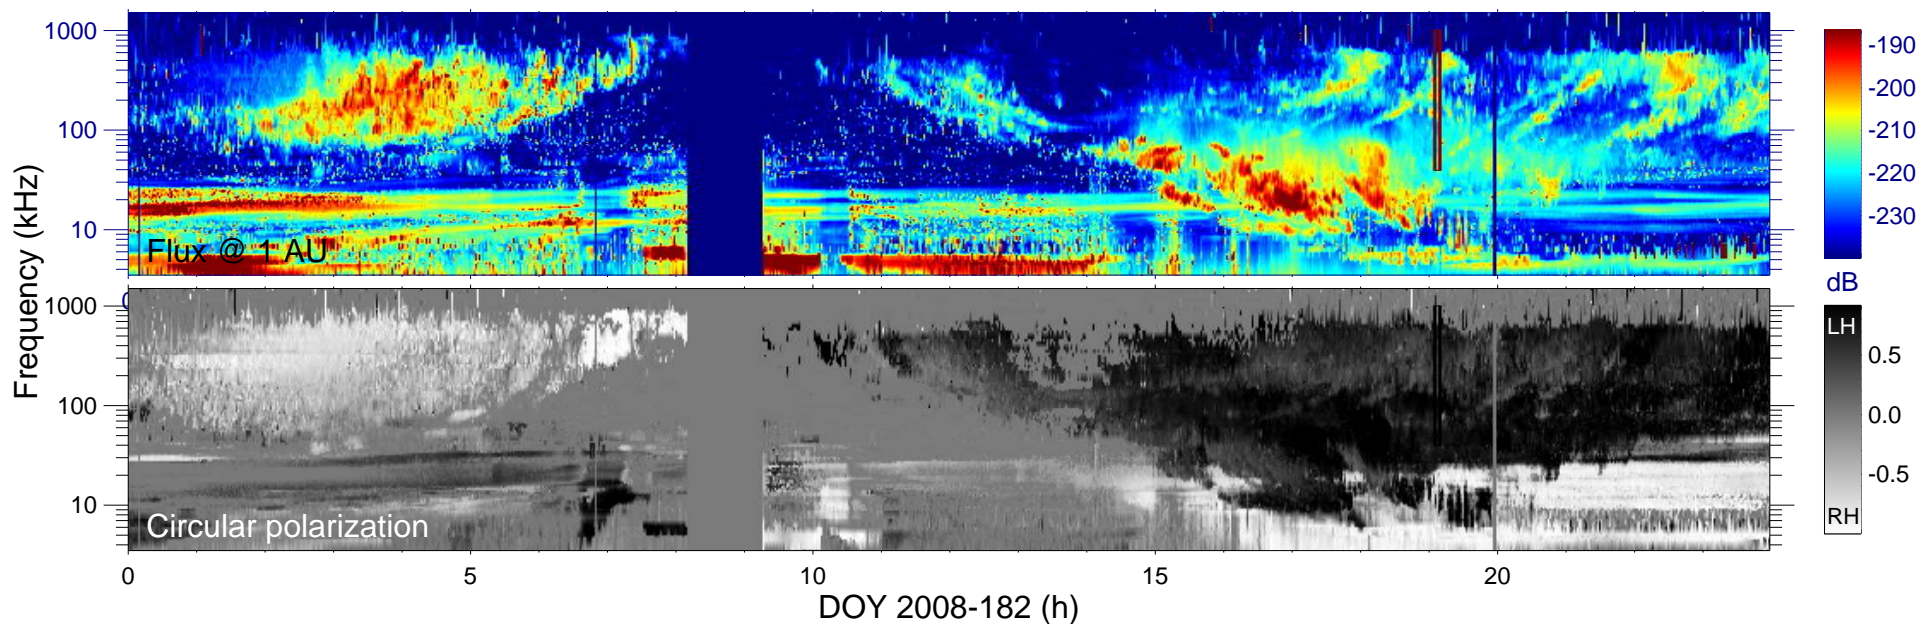 1000
100
10
Flux @ 1 AU
-190
-200
-210
-220
-230
dB
0
1000
100
10
Circular polarization
LH
0.5
0.0
-0.5
RH
Frequency (kHz)
0 5 10 15 20
DOY 2008-182 (h)